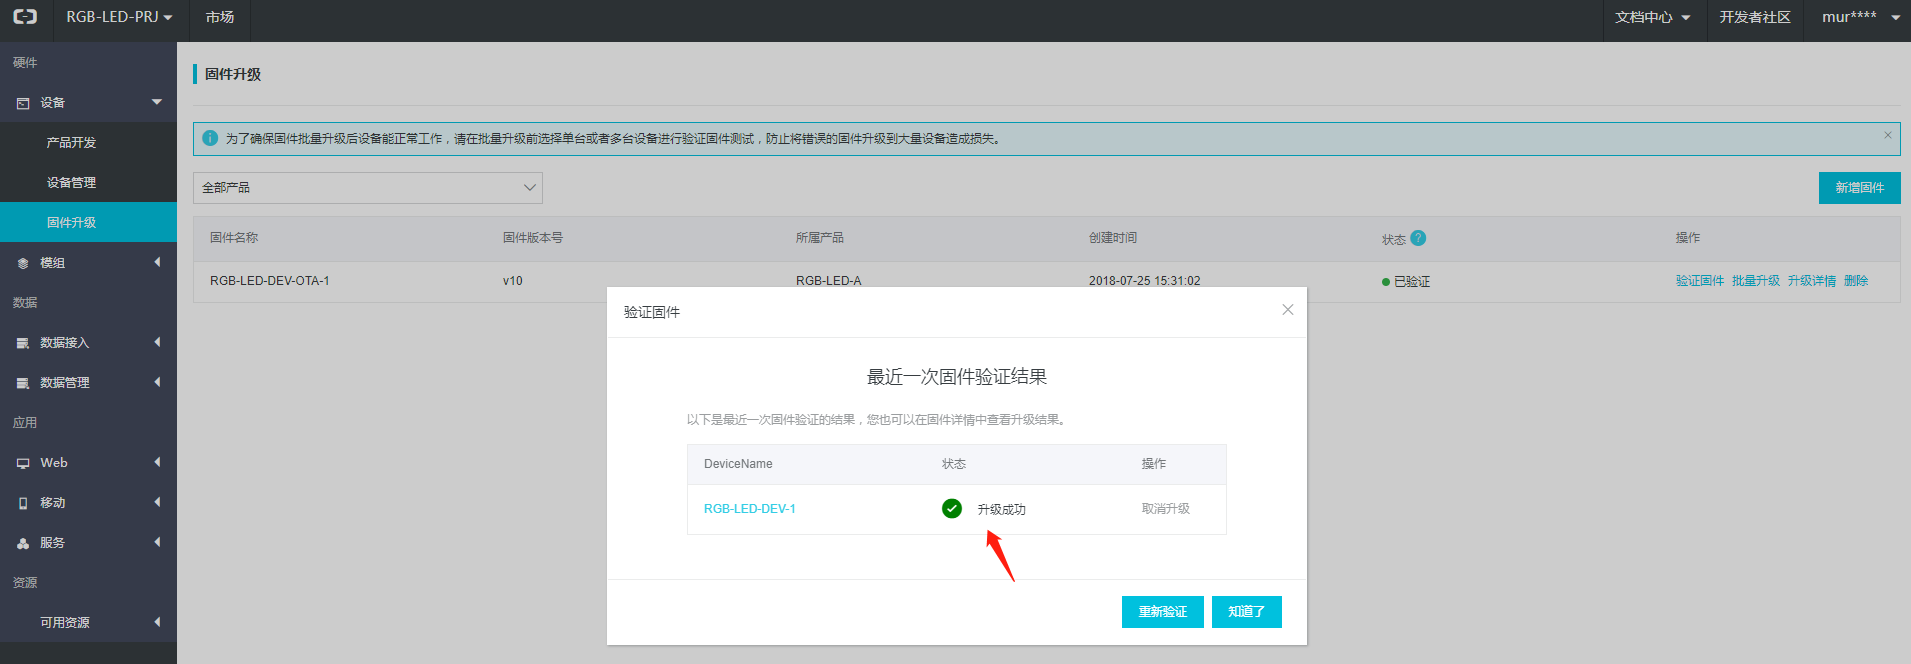 RGB-LED-PRJ 市场 文档中心 开发者社区 mur****
硬件
设备
产品开发
设备管理
固件升级
模组
数据
数据接入
数据管理
应用
Web
移动
服务
资源
可用资源
固件升级
为了确保固件批量升级后设备能正常工作，请在批量升级前选择单台或者多台设备进行验证固件测试，防止将错误的固件升级到大量设备造成损失。
全部产品
新增固件
固件名称 固件版本号 所属产品 创建时间 状态 ? 操作
RGB-LED-DEV-OTA-1 v10 RGB-LED-A 2018-07-25 15:31:02 已验证 验证固件 批量升级 升级详情 删除
验证固件
最近一次固件验证结果
以下是最近一次固件验证的结果，您也可以在固件详情中查看升级结果。
DeviceName 状态 操作
RGB-LED-DEV-1 升级成功 取消升级
重新验证 知道了